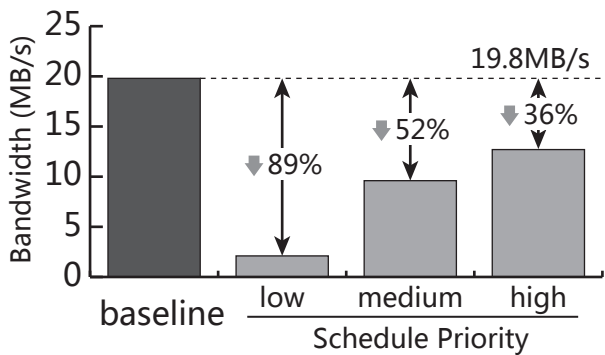 Bandwidth (MB/s)
25
20
15
10
5
0
19.8MB/s
89%
52%
36%
baseline
low
medium
high
Schedule Priority